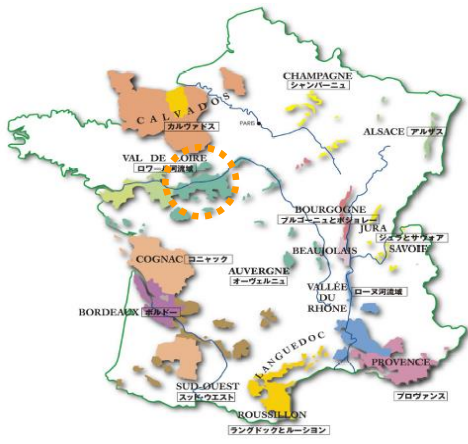 CHAMPAGNE
シャンパーニュ
CALVADOS
カルヴァドス
PARIS
ALSACE アルザス
VAL DE LOIRE
ロワール河流域
BOURGOGNE
ブルゴーニュとボジョレー
JURA
ジュラとサヴォア
SAVOIE
BEAUJOLAIS
COGNAC コニャック
AUVERGNE
オーヴェルニュ
VALLÉE
DU
RHÔNE
ローヌ河流域
BORDEAUX ボルドー
LANGUEDOC
PROVENCE
プロヴァンス
SUD-OUEST
スッド・ウエスト
ROUSSILLON
ラングドックとルーション